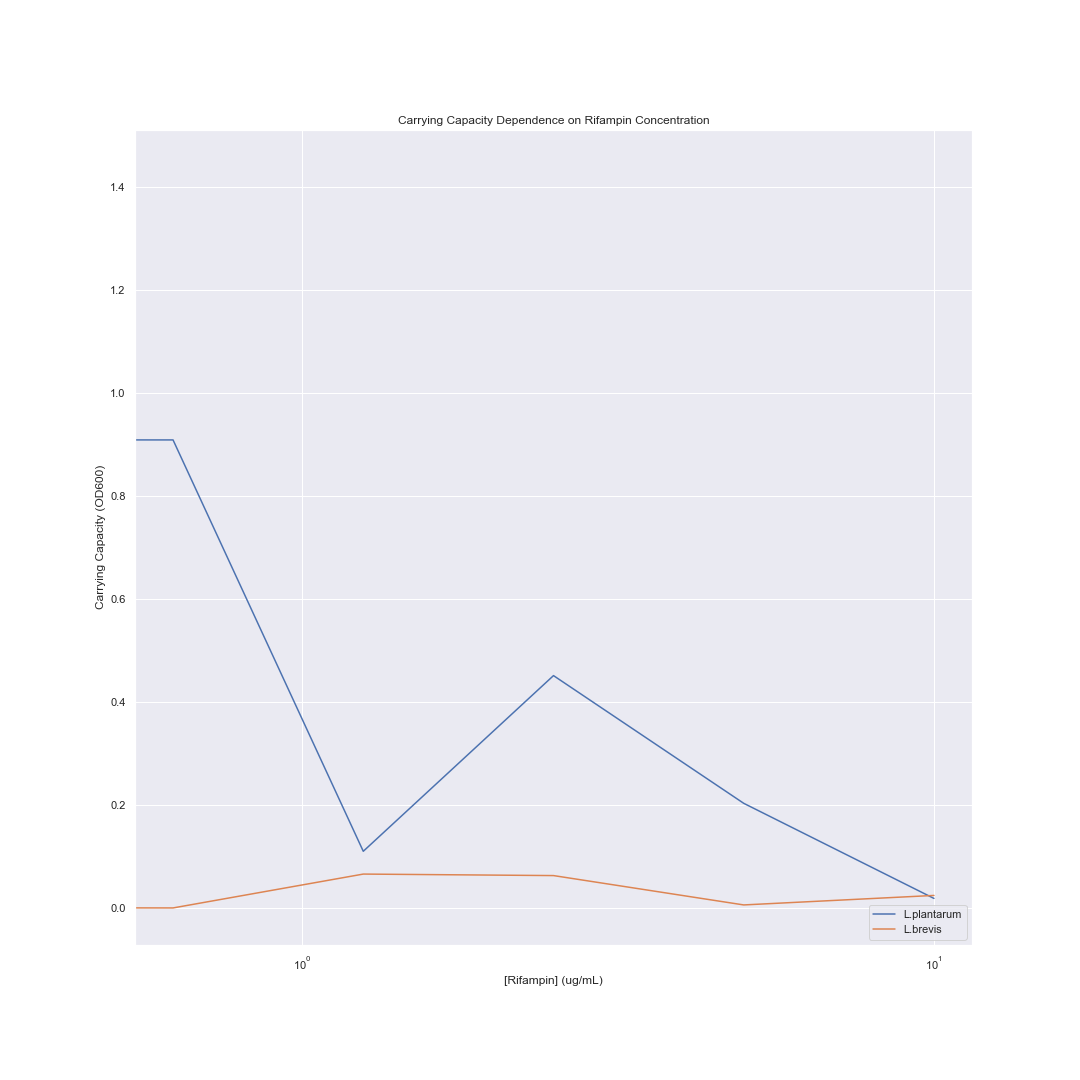 Carrying Capacity Dependence on Rifampin Concentration
1.4
1.2
1.0
0.8
0.6
0.4
0.2
0.0
Carrying Capacity (OD600)
10⁰
10¹
[Rifampin] (ug/mL)
L.plantarum
L.brevis